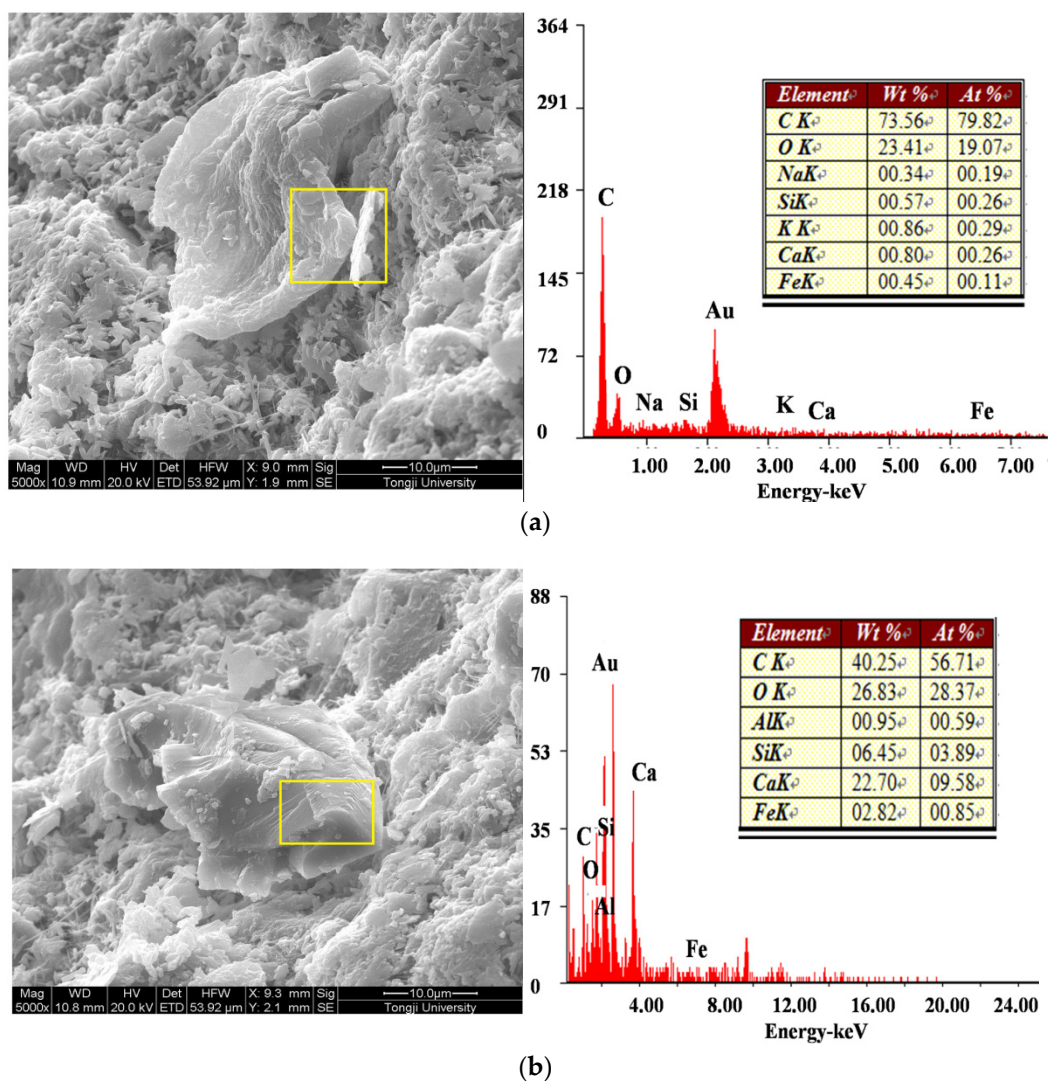 364
291
218
145
72
0
C
O
Na
Si
Au
K
Ca
Fe
1.00 2.00 3.00 4.00 5.00 6.00 7.
Energy-keV
Element Wt % At %
C K 73.56 79.82
O K 23.41 19.07
NaK 00.34 00.19
SiK 00.57 00.26
K K 00.86 00.29
CaK 00.80 00.26
FeK 00.45 00.11
Mag WD HV Det HFW X: 9.0 mm Sig 10.0µm
5000x 10.9 mm 20.0 kV ETD 53.92 µm Y: 1.9 mm SE Tongji University
(a)
88
70
53
35
17
0
Au
Ca
Si
C
O
Al
Fe
4.00 8.00 12.00 16.00 20.00 24.00
Energy-keV
Element Wt % At %
C K 40.25 56.71
O K 26.83 28.37
AlK 00.95 00.59
SiK 06.45 03.89
CaK 22.70 09.58
FeK 02.82 00.85
Mag WD HV Det HFW X: 9.3 mm Sig 10.0µm
5000x 10.8 mm 20.0 kV ETD 53.92 µm Y: 2.1 mm SE Tongji University
(b)